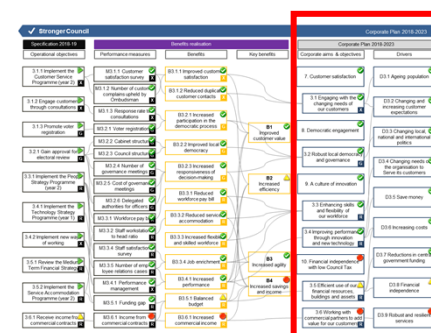 Stronger Council
Corporate Plan 2018-2023
Specification 2018-19
Benefits realisation
Corporate Plan 2018-2023
Operational objectives
Performance measures
Benefits
Key benefits
Corporate aims & objectives
Drivers
3.1.1 Implement the
Customer Service
Programme (year 2)
M3.1.1 Customer
satisfaction survey
B3.1.1 Improved customer
satisfaction
7. Customer satisfaction
D3.1 Ageing population
M3.1.2 Number of
complaints upheld by
Ombudsman
B3.1.2 Reduced duplicate
customer contacts
3.1.2 Engage customers
through consultations
M3.1.3 Response rate
consultations
B3.2.1 Increased
participation in the
democratic process
B1
Improved
customer value
3.1 Engaging with the
changing needs of
our customers
D3.2 Changing and
increasing customer
expectations
3.2.1 Promote voter
registration
M3.2.1 Voter registration
8. Democratic engagement
D3.3 Changing local,
national and international
politics
M3.2.2 Cabinet structure
B3.2.2 Improved local
democracy
3.2.1 Gain approval for
electoral review
M3.2.3 Council structure
3.2 Robust local democracy
and governance
D3.4 Changing needs
the organisation to
Serve its customers
M3.2.4 Number of
governance meetings
B3.2.3 Increased
responsiveness of
decision-making
B2
Increased
efficiency
3.3.1 Implement the People
Strategy Programme
(year 2)
M3.2.5 Cost of governance
meetings
9. A culture of innovation
D3.5 Save money
M3.2.6 Delegated
authorities for officers
B3.3.1 Reduced
workforce pay bill
3.4.1 Implement the
Technology Strategy
Programme (year 1)
M3.3.1 Workforce pay bill
B3.3.2 Reduced service
accommodation
3.3 Enhancing skills
and flexibility of
our workforce
D3.6 Increasing costs
3.4.2 Implement new ways
of working
M3.3.2 Staff workstation
to head ratio
B3.3.3 Increased flexible
and skilled workforce
3.4 Improving performance
through innovation
and new technology
M3.3.4 Staff satisfaction
survey
B3
Increased agility
3.5.1 Review the Medium
Term Financial Strategy
M3.3.5 Number of
employee relations cases
B3.4.1 Job enrichment
10. Financial independence
with low Council Tax
D3.7 Reductions in central
government funding
3.5.2 Implement the
Service Accommodation
Programme (year 2)
M3.4.1 Performance
management
B3.4.1 Increased
performance
B4
Increased savings
and income
3.5 Efficient use of our
financial resources,
buildings and assets
D3.8 Financial
independence
M3.5.1 Funding gap
B3.5.1 Balanced
budget
3.6.1 Receive income from
commercial contracts
M3.6.1 Income from
commercial contracts
B3.6.1 Increased
commercial income
3.6 Working with
commercial partners to add
value for our customers
D3.8 Robust and resilient
services